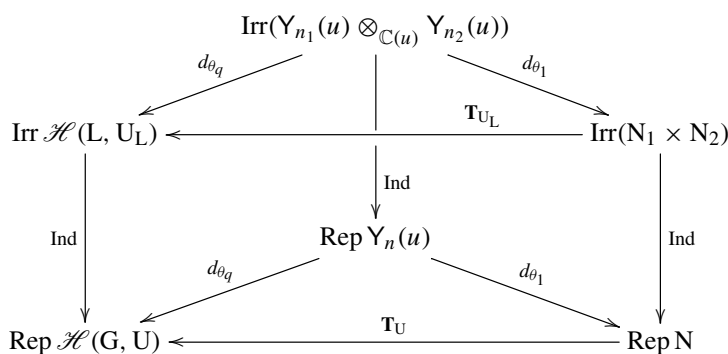 Irr(Y_{n_1}(u) ⊗_{ℂ(u)} Y_{n_2}(u))
d_{θ_q} d_{θ_1}
T_{U_L}
Irr ℋ(L, U_L) Irr(N_1 × N_2)
Ind Ind Ind
Rep Y_n(u)
d_{θ_q} d_{θ_1}
T_U
Rep ℋ(G, U) Rep N